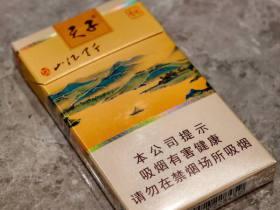 天子
本公司提示
吸烟有害健康
请勿在禁烟场所吸烟